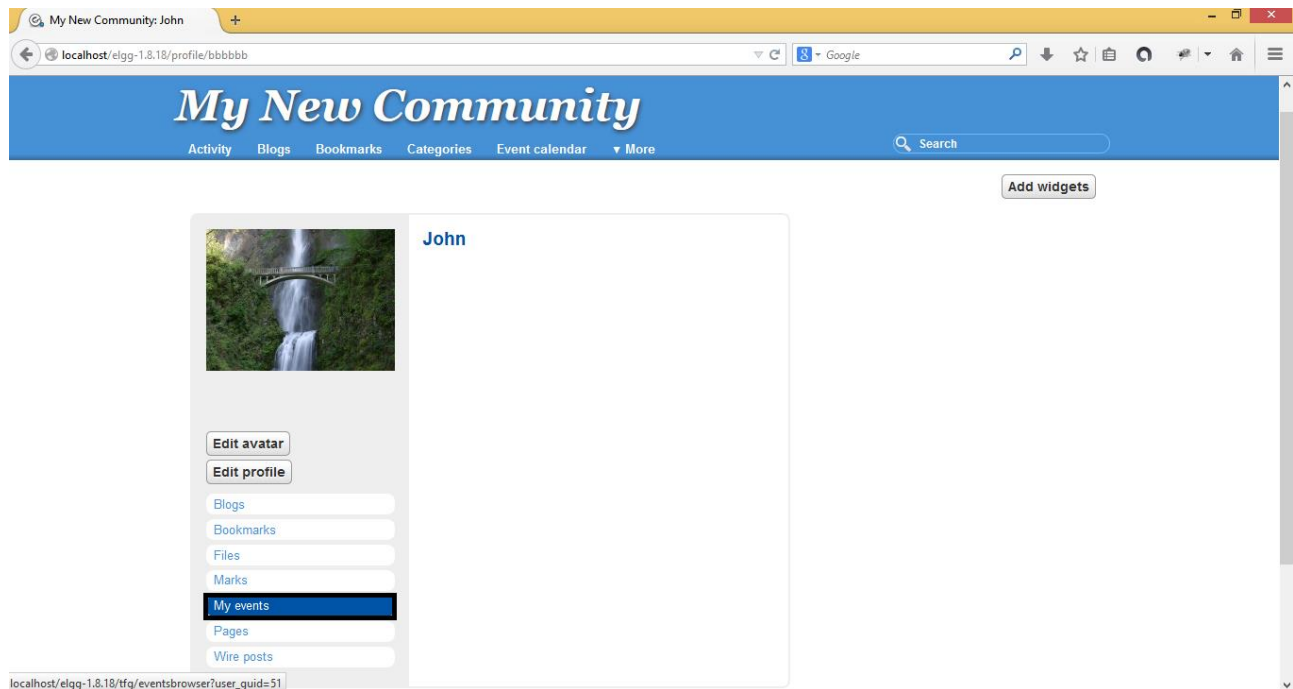 My New Community: John
localhost/elgg-1.8.18/profile/bbbbbb
8 Google
My New Community
Activity Blogs Bookmarks Categories Event calendar ▾ More
Search
Add widgets
John
Edit avatar
Edit profile
Blogs
Bookmarks
Files
Marks
My events
Pages
Wire posts
localhost/elgg-1.8.18/tfg/eventsbrowser?user_guid=51